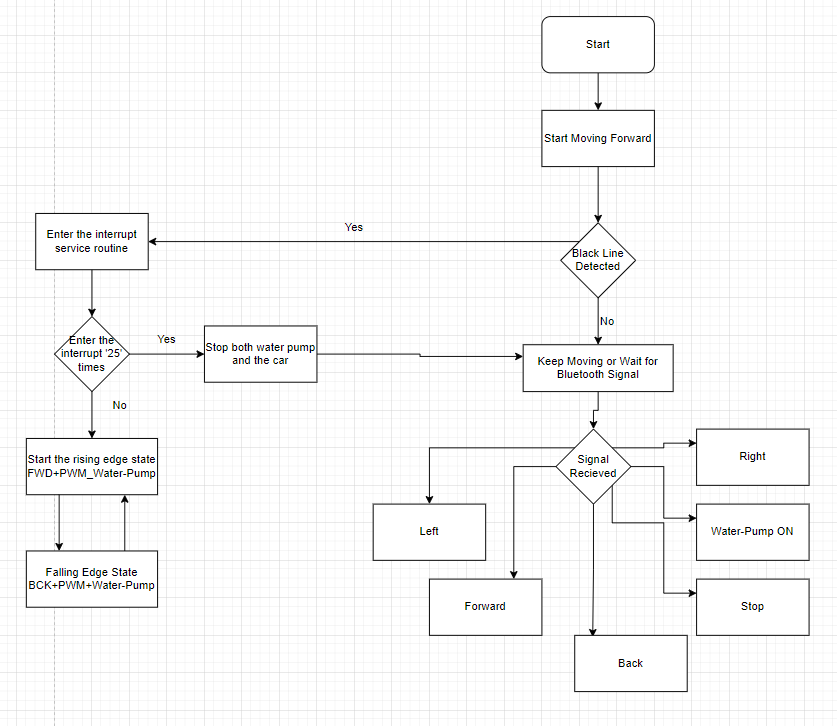 Start
Start Moving Forward
Yes
Enter the interrupt
service routine
Black Line
Detected
No
Enter the
interrupt '25'
times
Yes
Stop both water pump
and the car
Keep Moving or Wait for
Bluetooth Signal
No
Start the rising edge state
FWD+PWM_Water-Pump
Signal
Recieved
Right
Left
Water-Pump ON
Falling Edge State
BCK+PWM+Water-Pump
Forward
Stop
Back